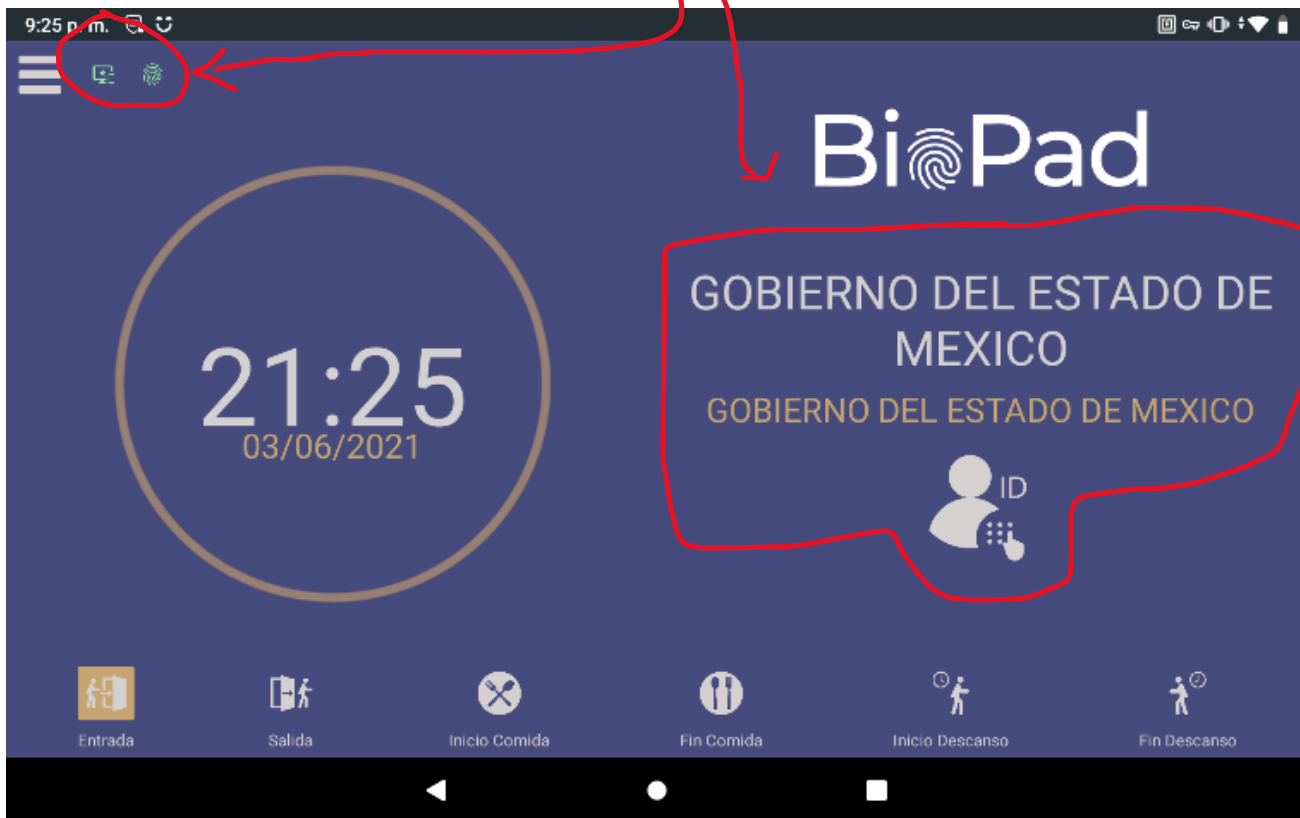 9:25 p. m.
BioPad
GOBIERNO DEL ESTADO DE
MEXICO
GOBIERNO DEL ESTADO DE MEXICO
ID
21:25
03/06/2021
Entrada
Salida
Inicio Comida
Fin Comida
Inicio Descanso
Fin Descanso